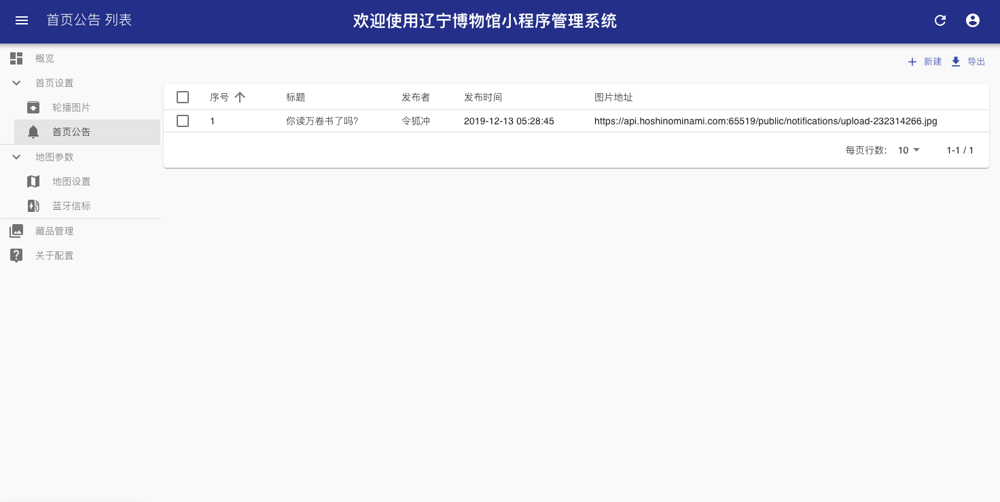 首页公告 列表
欢迎使用辽宁博物馆小程序管理系统
概览
首页设置
轮播图片
首页公告
地图参数
地图设置
蓝牙信标
藏品管理
关于配置
新建 导出
序号 标题 发布者 发布时间 图片地址
1 你读万卷书了吗? 令狐冲 2019-12-13 05:28:45 https://api.hoshinominami.com:65519/public/notifications/upload-232314266.jpg
每页行数: 10 1-1 / 1